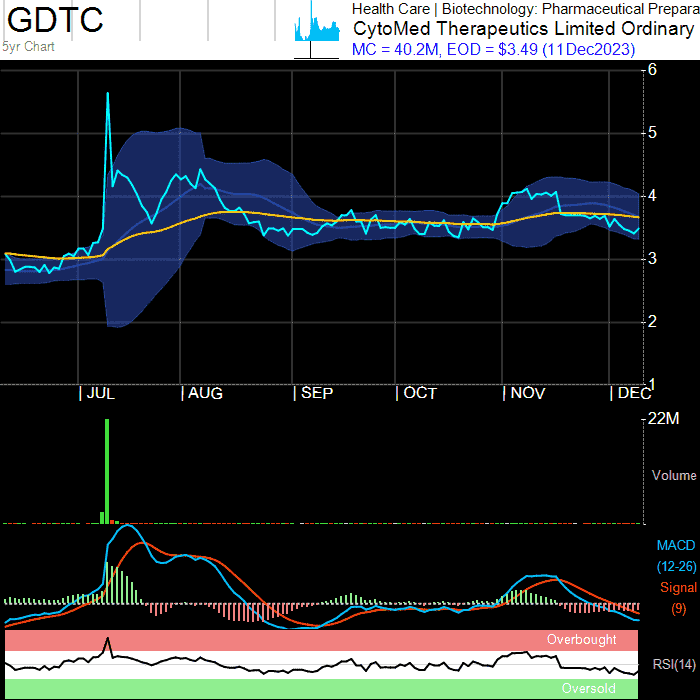 GDTC
5yr Chart
Health Care | Biotechnology: Pharmaceutical Prepara
CytoMed Therapeutics Limited Ordinary
MC = 40.2M, EOD = $3.49 (11Dec2023)
6
5
4
3
2
1
| JUL | AUG | SEP | OCT | NOV | DEC
22M
Volume
MACD
(12-26)
Signal
(9)
Overbought
RSI(14)
Oversold